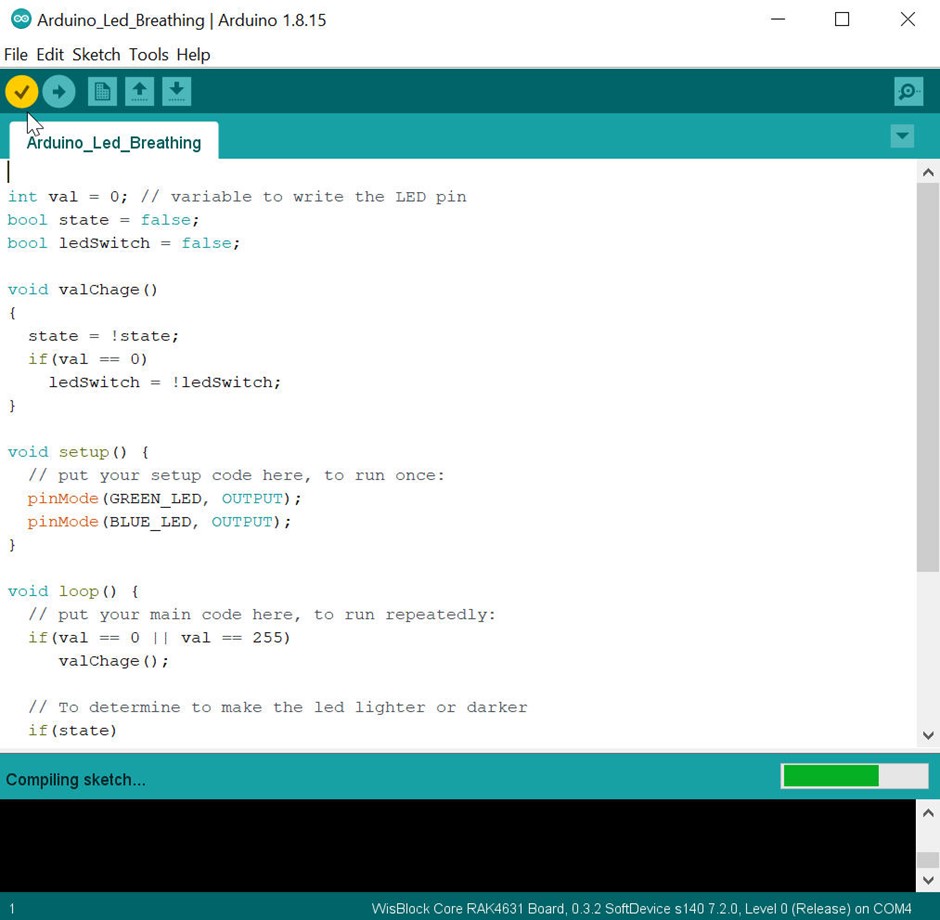 Arduino_Led_Breathing | Arduino 1.8.15
File Edit Sketch Tools Help
Arduino_Led_Breathing
int val = 0; // variable to write the LED pin
bool state = false;
bool ledSwitch = false;
void valChage()
{
  state = !state;
  if(val == 0)
    ledSwitch = !ledSwitch;
}
void setup() {
  // put your setup code here, to run once:
  pinMode(GREEN_LED, OUTPUT);
  pinMode(BLUE_LED, OUTPUT);
}
void loop() {
  // put your main code here, to run repeatedly:
  if(val == 0 || val == 255)
     valChage();
  // To determine to make the led lighter or darker
  if(state)
Compiling sketch...
1 WisBlock Core RAK4631 Board, 0.3.2 SoftDevice s140 7.2.0, Level 0 (Release) on COM4